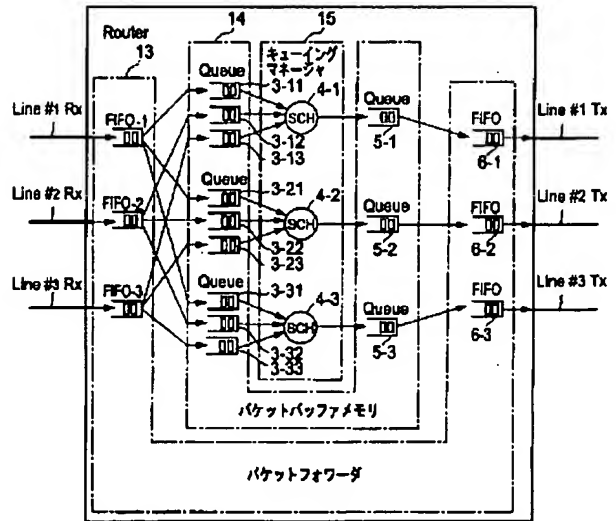 Router
13
14
15
キューイング
マネージャ
Line #1 Rx
Line #2 Rx
Line #3 Rx
FIFO-1
FIFO-2
FIFO-3
Queue
3-11
3-12
3-13
Queue
3-21
3-22
3-23
Queue
3-31
3-32
3-33
4-1
SCH
4-2
SCH
4-3
SCH
Queue
5-1
Queue
5-2
Queue
5-3
FIFO
6-1
FIFO
6-2
FIFO
6-3
Line #1 Tx
Line #2 Tx
Line #3 Tx
パケットバッファメモリ
パケットフォワーダ